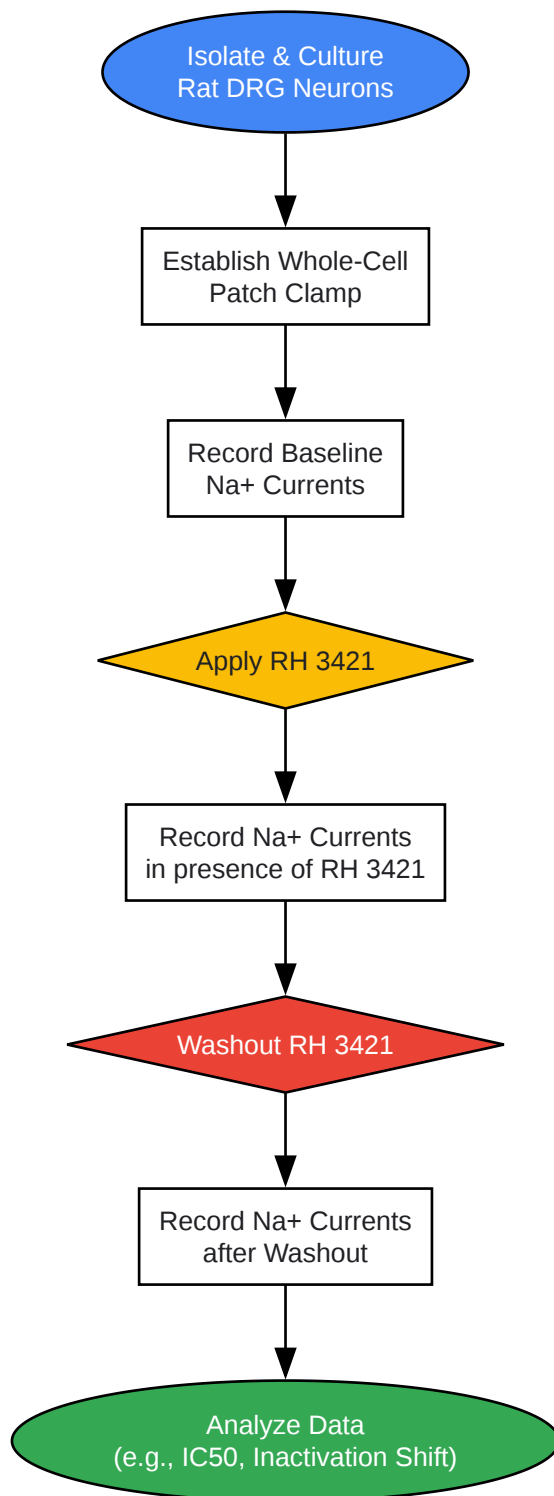 Isolate & Culture
Rat DRG Neurons
Establish Whole-Cell
Patch Clamp
Record Baseline
Na+ Currents
Apply RH 3421
Record Na+ Currents
in presence of RH 3421
Washout RH 3421
Record Na+ Currents
after Washout
Analyze Data
(e.g., IC50, Inactivation Shift)